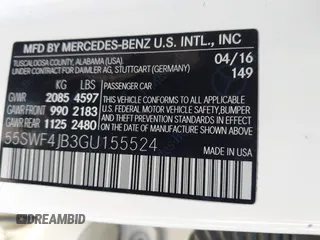 MFD BY MERCEDES-BENZ U.S. INTL., INC
TUSCALOOSA COUNTY, ALABAMA (USA). 04/16
UNDER CONTRACT FOR DAIMLER AG, STUTTGART (GERMANY) 149
KG LBS PASSENGER CAR
GVWR 2085 4597
GAWR FRONT 990 2183
GAWR REAR 1125 2480
THIS VEHICLE CONFORMS TO ALL
APPLICABLE U.S. FEDERAL MOTOR
VEHICLE SAFETY, BUMPER
AND THEFT PREVENTION
STANDARDS IN EFFECT ON THE DATE
OF MANUFACTURE SHOWN ABOVE.
55SWF4JB3GU155524
DREAMBID